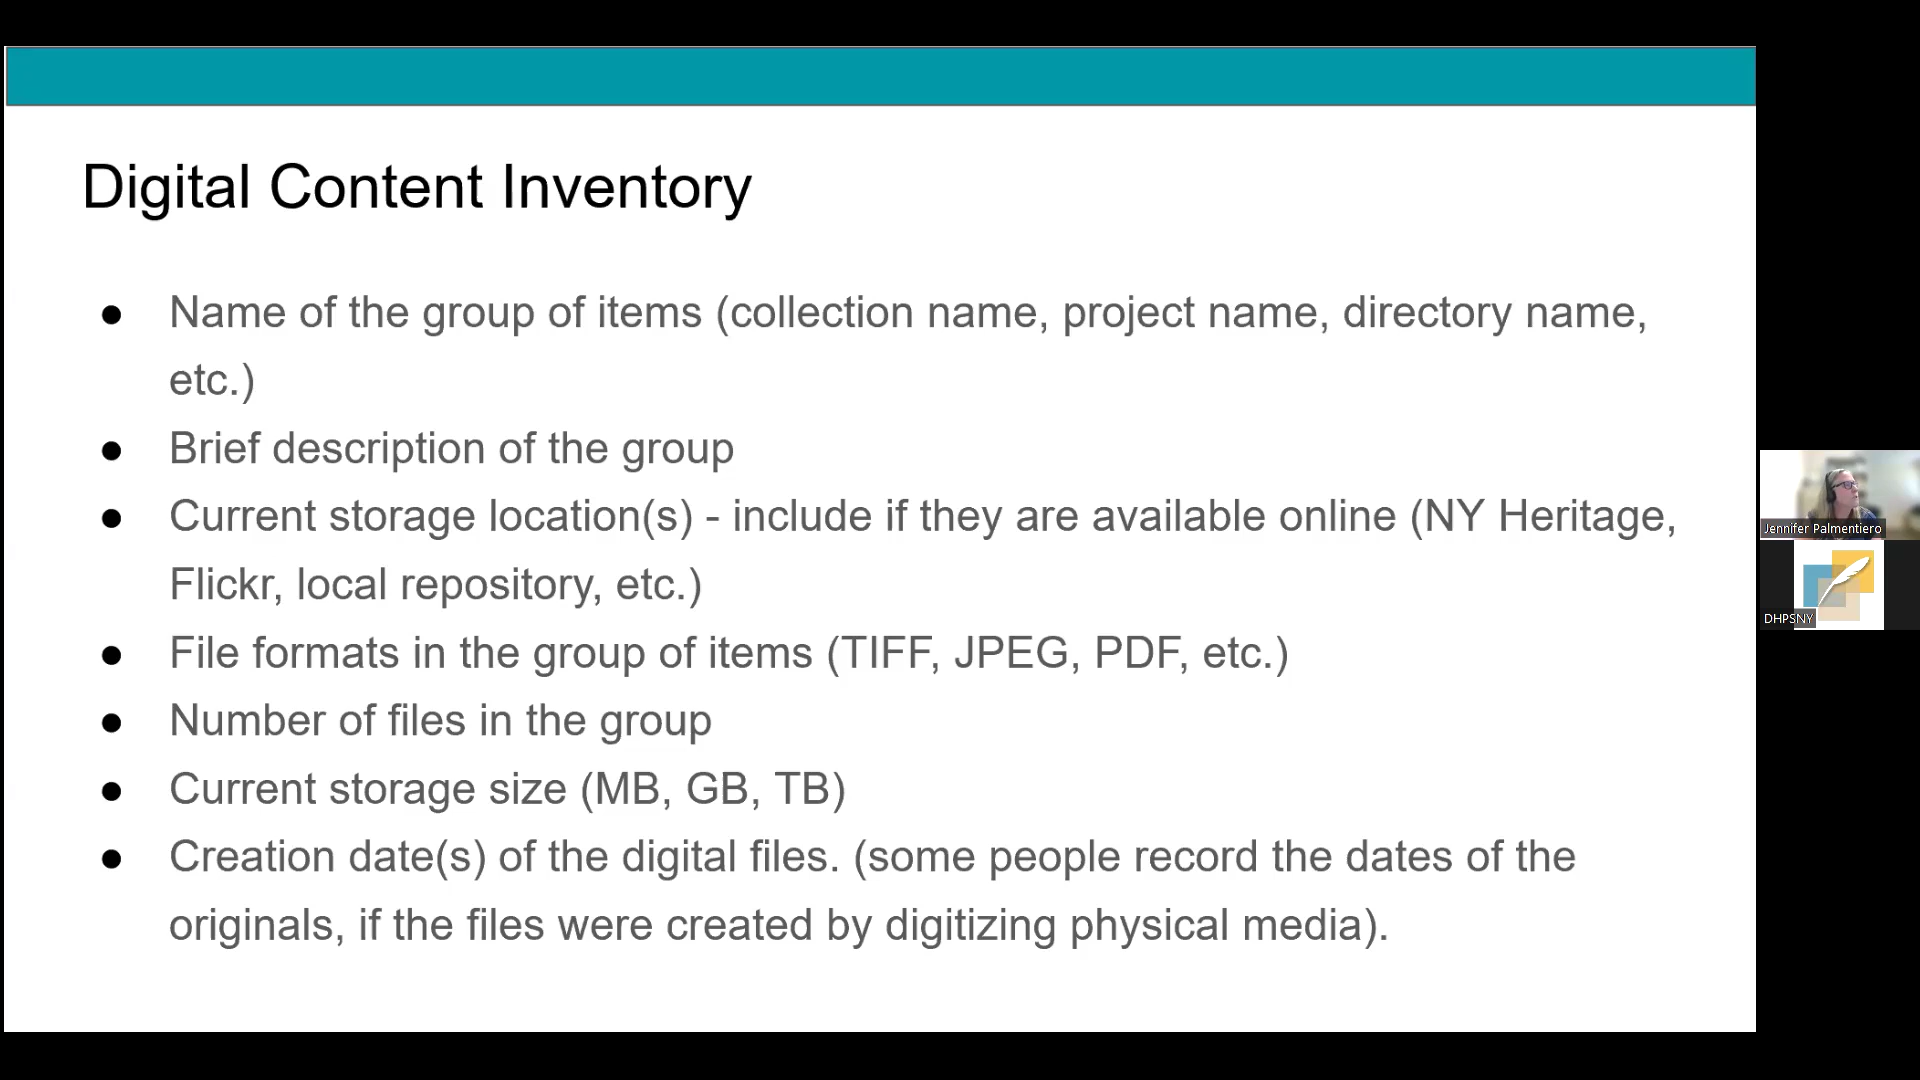 Digital Content Inventory
● Name of the group of items (collection name, project name, directory name,
etc.)
● Brief description of the group
● Current storage location(s) - include if they are available online (NY Heritage,
Flickr, local repository, etc.)
● File formats in the group of items (TIFF, JPEG, PDF, etc.)
● Number of files in the group
● Current storage size (MB, GB, TB)
● Creation date(s) of the digital files. (some people record the dates of the
originals, if the files were created by digitizing physical media).
Jennifer Palmentiero
DHPSNY